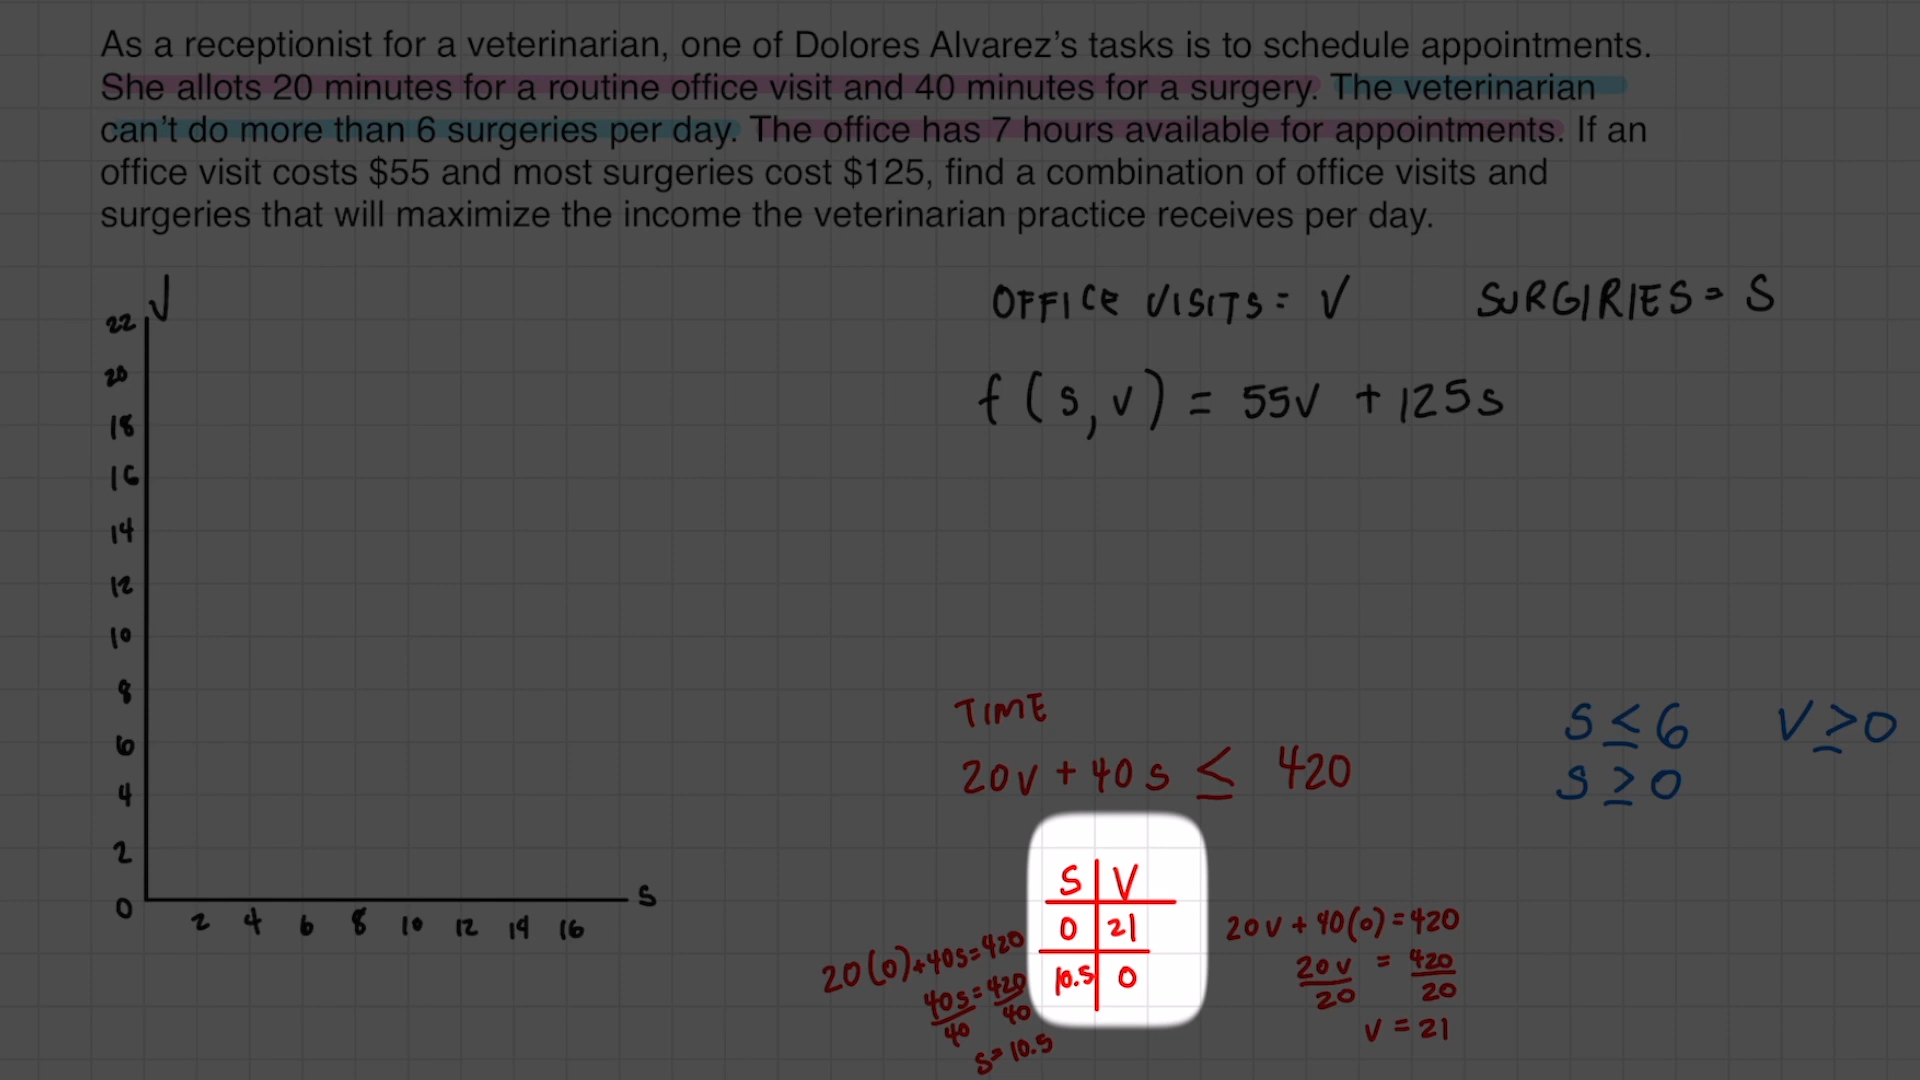 As a receptionist for a veterinarian, one of Dolores Alvarez's tasks is to schedule appointments.
She allots 20 minutes for a routine office visit and 40 minutes for a surgery. The veterinarian
can't do more than 6 surgeries per day. The office has 7 hours available for appointments. If an
office visit costs $55 and most surgeries cost $125, find a combination of office visits and
surgeries that will maximize the income the veterinarian practice receives per day.
OFFICE VISITS = V
SURGIRIES = S
f(s, v) = 55v + 125s
V
22
20
18
16
14
12
10
8
6
4
2
0
2 4 6 8 10 12 14 16
S
TIME
20v + 40s ≤ 420
S ≤ 6
V ≥ 0
S ≥ 0
S V
0 21
10.5 0
20(0)+40s=420
40s/40 = 420/40
s=10.5
20v + 40(0) = 420
20v/20 = 420/20
v = 21